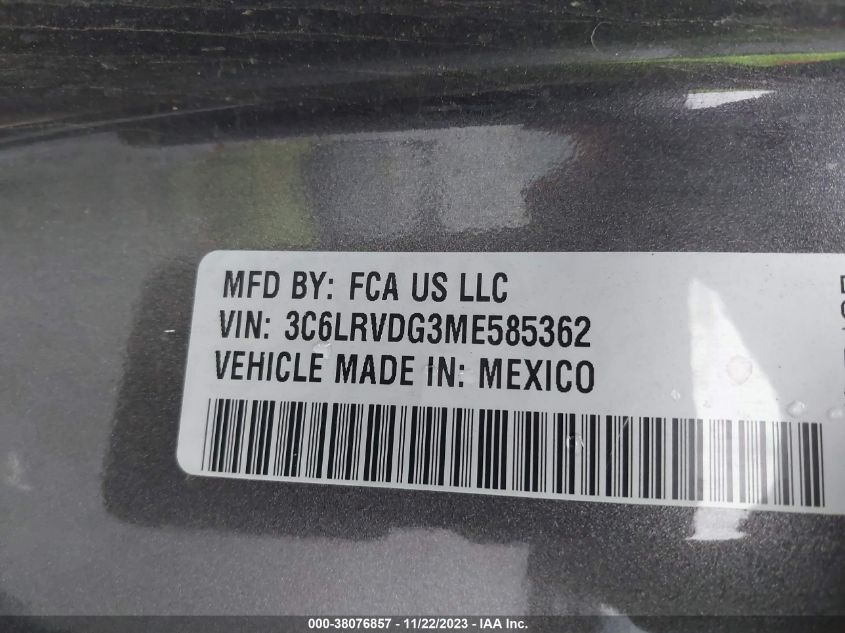 MFD BY: FCA US LLC
VIN: 3C6LRVDG3ME585362
VEHICLE MADE IN: MEXICO
000-38076857 - 11/22/2023 - IAA Inc.